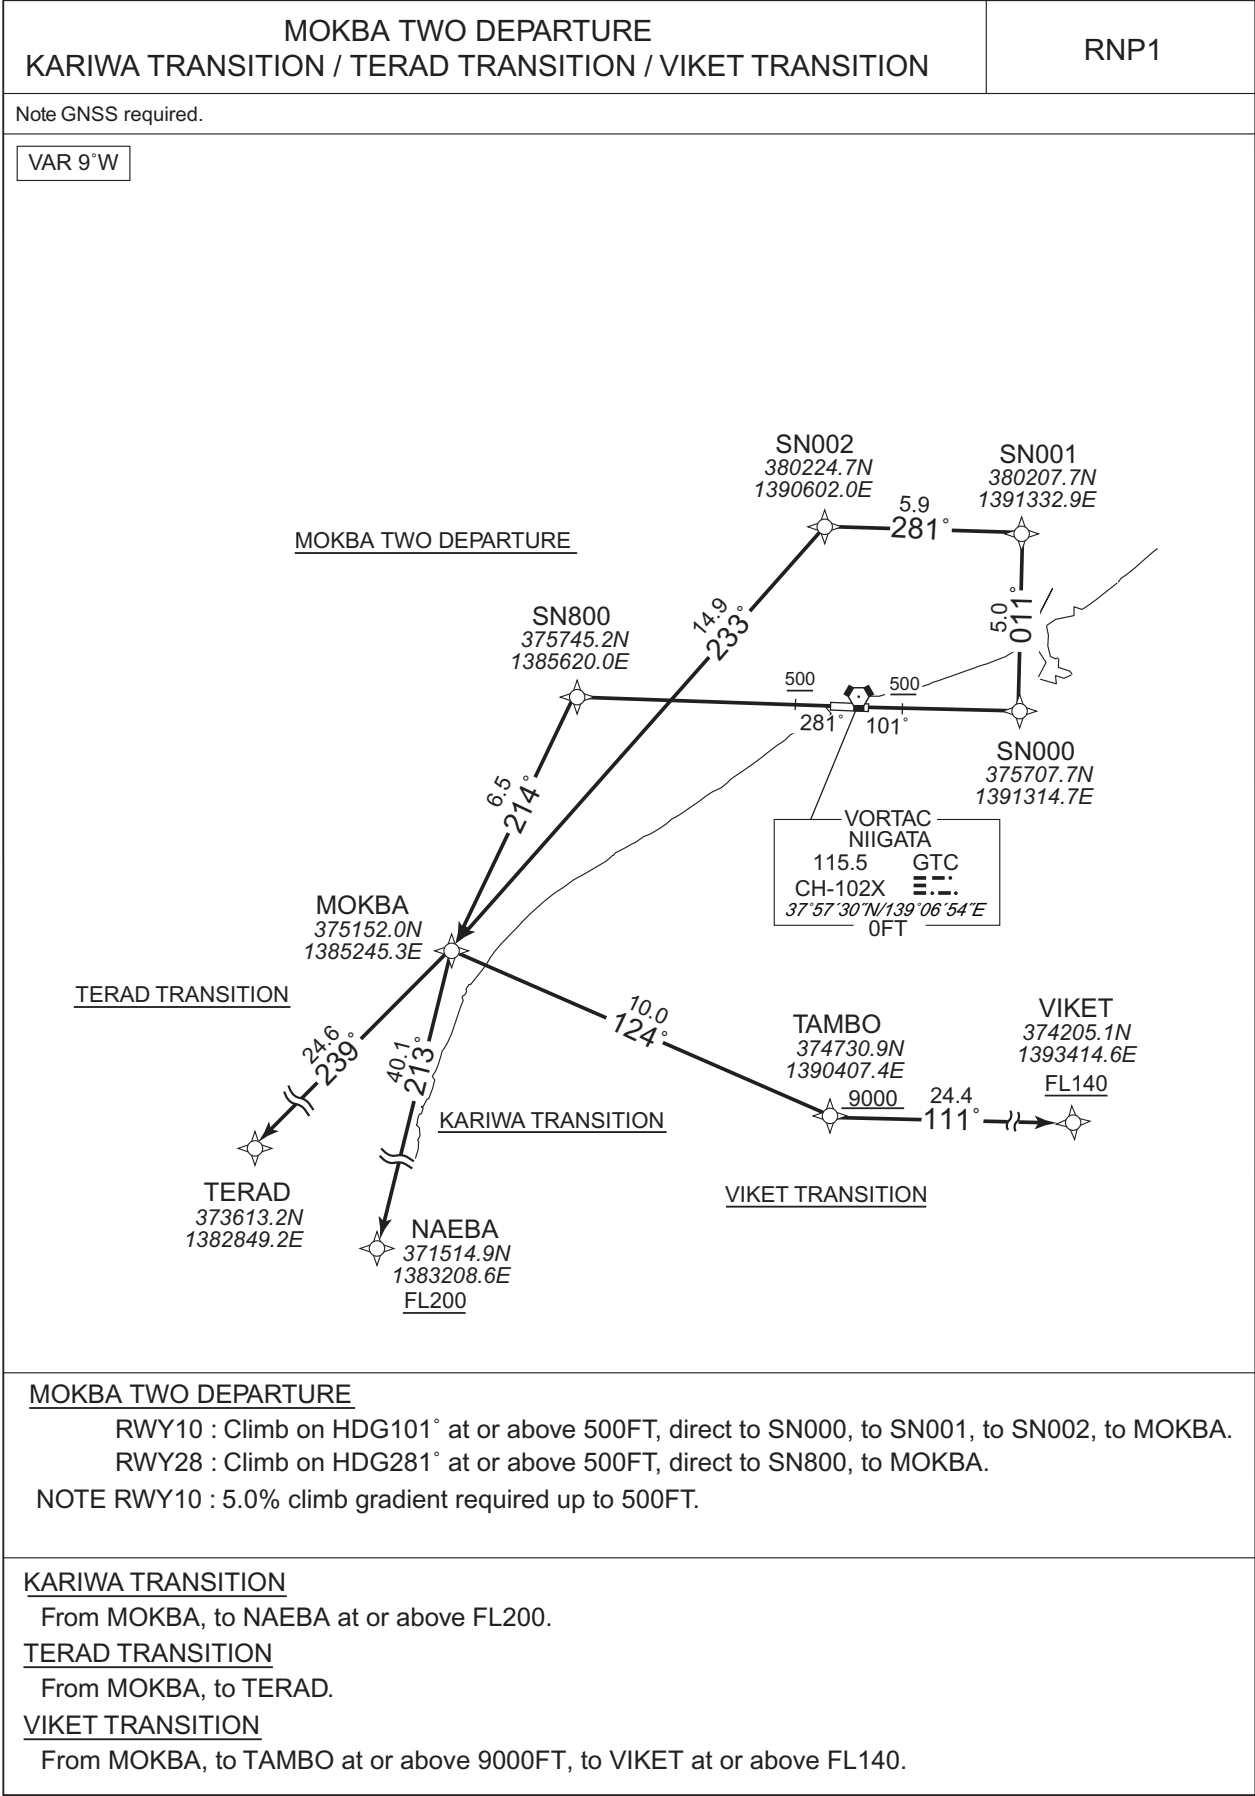 MOKBA TWO DEPARTURE
KARIWA TRANSITION / TERAD TRANSITION / VIKET TRANSITION
RNP1
Note GNSS required.
VAR 9˚W
SN002
380224.7N
1390602.0E
SN001
380207.7N
1391332.9E
5.9
281˚
MOKBA TWO DEPARTURE
14.9
233˚
5.0
011˚
SN800
375745.2N
1385620.0E
500
500
281˚
101˚
SN000
375707.7N
1391314.7E
6.5
214˚
VORTAC
NIIGATA
115.5 GTC
CH-102X
37˚57´30˝N/139˚06´54˝E
0FT
MOKBA
375152.0N
1385245.3E
TERAD TRANSITION
24.6
239˚
40.1
213˚
10.0
124˚
TAMBO
374730.9N
1390407.4E
9000
VIKET
374205.1N
1393414.6E
FL140
24.4
111˚
KARIWA TRANSITION
VIKET TRANSITION
TERAD
373613.2N
1382849.2E
NAEBA
371514.9N
1383208.6E
FL200
MOKBA TWO DEPARTURE
RWY10 : Climb on HDG101˚ at or above 500FT, direct to SN000, to SN001, to SN002, to MOKBA.
RWY28 : Climb on HDG281˚ at or above 500FT, direct to SN800, to MOKBA.
NOTE RWY10 : 5.0% climb gradient required up to 500FT.
KARIWA TRANSITION
From MOKBA, to NAEBA at or above FL200.
TERAD TRANSITION
From MOKBA, to TERAD.
VIKET TRANSITION
From MOKBA, to TAMBO at or above 9000FT, to VIKET at or above FL140.